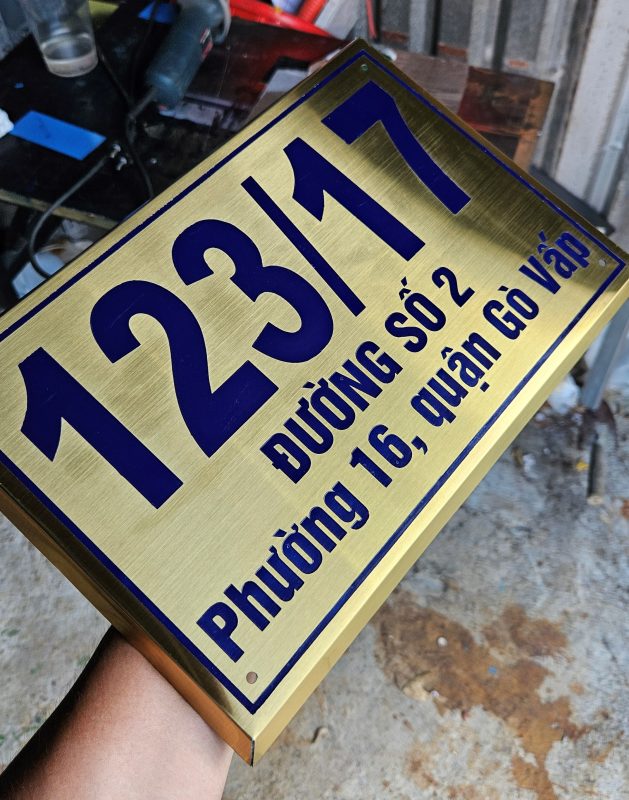 123/17
ĐƯỜNG SỐ 2
Phường 16, quận Gò Vấp